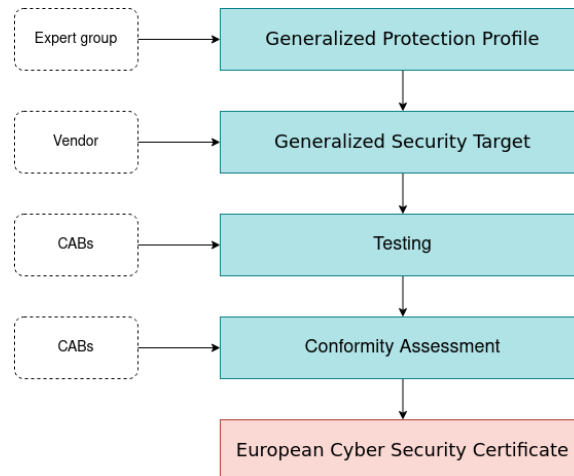 Expert group
Generalized Protection Profile
Vendor
Generalized Security Target
CABs
Testing
CABs
Conformity Assessment
European Cyber Security Certificate